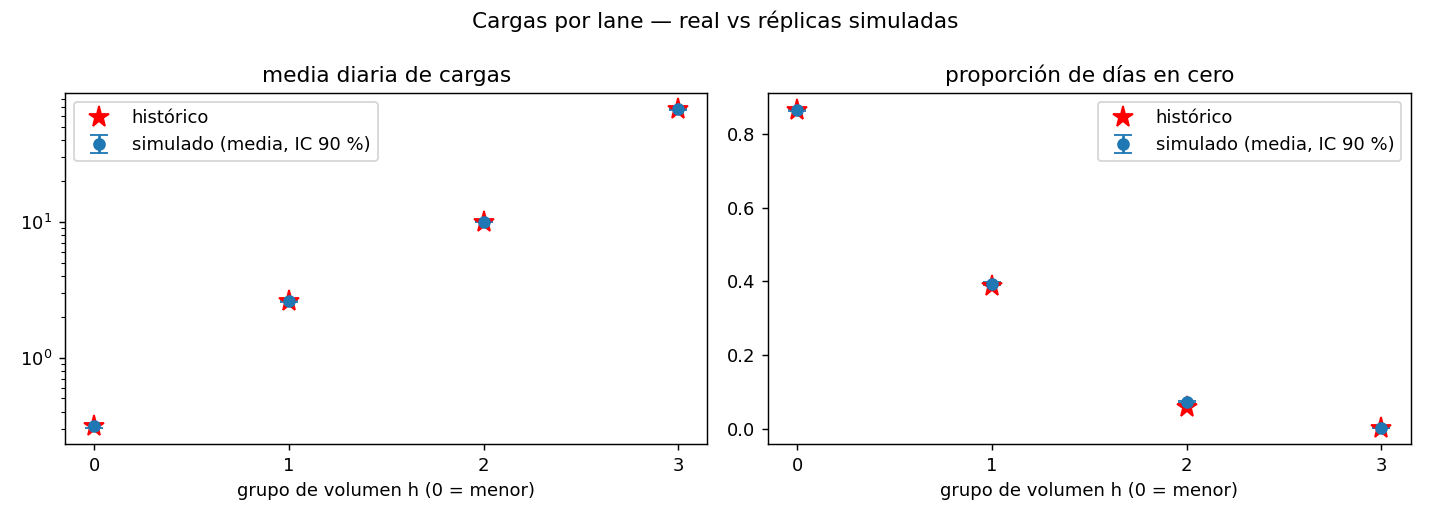 Cargas por lane — real vs réplicas simuladas
media diaria de cargas
histórico
simulado (media, IC 90 %)
10¹
10⁰
0 1 2 3
grupo de volumen h (0 = menor)
proporción de días en cero
histórico
simulado (media, IC 90 %)
0.8
0.6
0.4
0.2
0.0
0 1 2 3
grupo de volumen h (0 = menor)